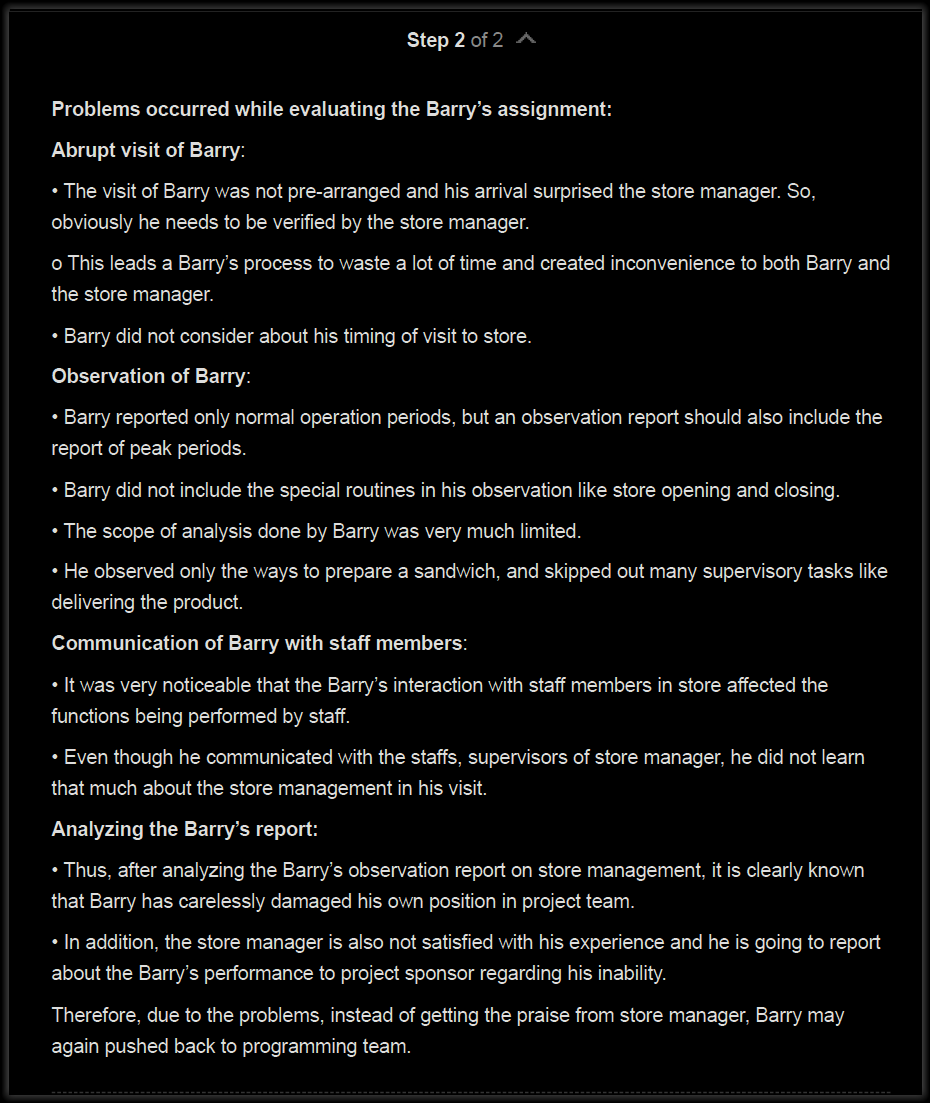 Step 2 of 2
Problems occurred while evaluating the Barry's assignment:
Abrupt visit of Barry:
• The visit of Barry was not pre-arranged and his arrival surprised the store manager. So,
obviously he needs to be verified by the store manager.
o This leads a Barry's process to waste a lot of time and created inconvenience to both Barry and
the store manager.
• Barry did not consider about his timing of visit to store.
Observation of Barry:
• Barry reported only normal operation periods, but an observation report should also include the
report of peak periods.
• Barry did not include the special routines in his observation like store opening and closing.
• The scope of analysis done by Barry was very much limited.
• He observed only the ways to prepare a sandwich, and skipped out many supervisory tasks like
delivering the product.
Communication of Barry with staff members:
• It was very noticeable that the Barry's interaction with staff members in store affected the
functions being performed by staff.
• Even though he communicated with the staffs, supervisors of store manager, he did not learn
that much about the store management in his visit.
Analyzing the Barry's report:
• Thus, after analyzing the Barry's observation report on store management, it is clearly known
that Barry has carelessly damaged his own position in project team.
• In addition, the store manager is also not satisfied with his experience and he is going to report
about the Barry's performance to project sponsor regarding his inability.
Therefore, due to the problems, instead of getting the praise from store manager, Barry may
again pushed back to programming team.